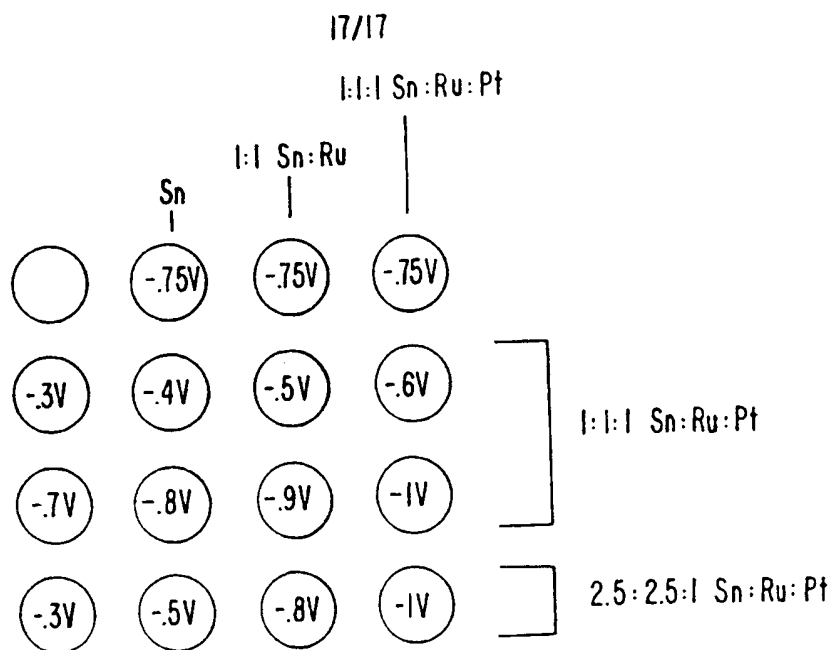 17/17
1:1:1 Sn:Ru:Pt
1:1 Sn:Ru
Sn
-.75V -.75V -.75V
-.3V -.4V -.5V -.6V
1:1:1 Sn:Ru:Pt
-.7V -.8V -.9V -1V
-.3V -.5V -.8V -1V
2.5:2.5:1 Sn:Ru:Pt